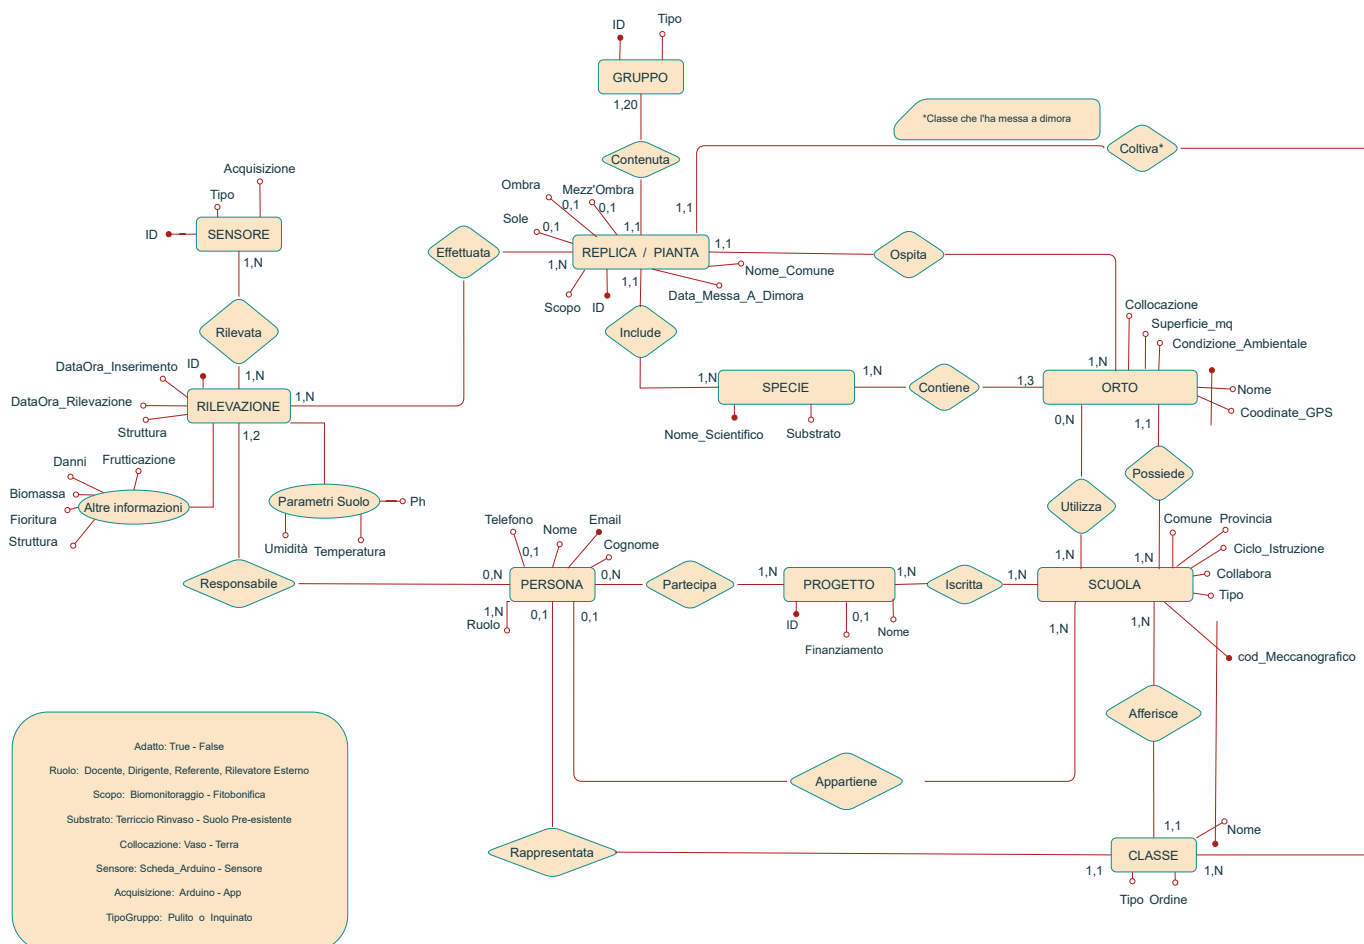 ID
Tipo
GRUPPO
1,20
*Classe che l'ha messa a dimora
Coltiva*
Contenuta
Acquisizione
Tipo
Ombra
Mezz'Ombra
0,1
0,1
Sole
0,1
1,1
1,1
ID
SENSORE
Effettuata
REPLICA / PIANTA
1,1
Ospita
1,N
1,N
1,1
Nome_Comune
Data_Messa_A_Dimora
Scopo
ID
Collocazione
Superficie_mq
Condizione_Ambientale
Rilevata
Include
DataOra_Inserimento
ID
1,N
1,N
1,N
1,N
DataOra_Rilevazione
RILEVAZIONE
1,N
SPECIE
Contiene
1,3
ORTO
Nome
Coodinate_GPS
Struttura
1,2
Nome_Scientifico
Substrato
0,N
1,1
Danni
Frutticazione
Biomassa
Altre informazioni
Parametri Suolo
Ph
Possiede
Fioritura
Struttura
Umidità
Temperatura
Utilizza
Telefono
Nome
Email
Comune
Provincia
0,1
Cognome
1,N
1,N
Ciclo_Istruzione
Responsabile
0,N
PERSONA
0,N
Partecipa
1,N
PROGETTO
1,N
Iscritta
1,N
SCUOLA
Collabora
Tipo
1,N
Ruolo
0,1
0,1
ID
0,1
Nome
Finanziamento
1,N
1,N
cod_Meccanografico
Afferisce
Adatto: True - False
Ruolo: Docente, Dirigente, Referente, Rilevatore Esterno
Scopo: Biomonitoraggio - Fitobonifica
Substrato: Terriccio Rinvaso - Suolo Pre-esistente
Collocazione: Vaso - Terra
Sensore: Scheda_Arduino - Sensore
Acquisizione: Arduino - App
TipoGruppo: Pulito o Inquinato
Appartiene
1,1
Nome
Rappresentata
CLASSE
1,1
1,N
Tipo
Ordine